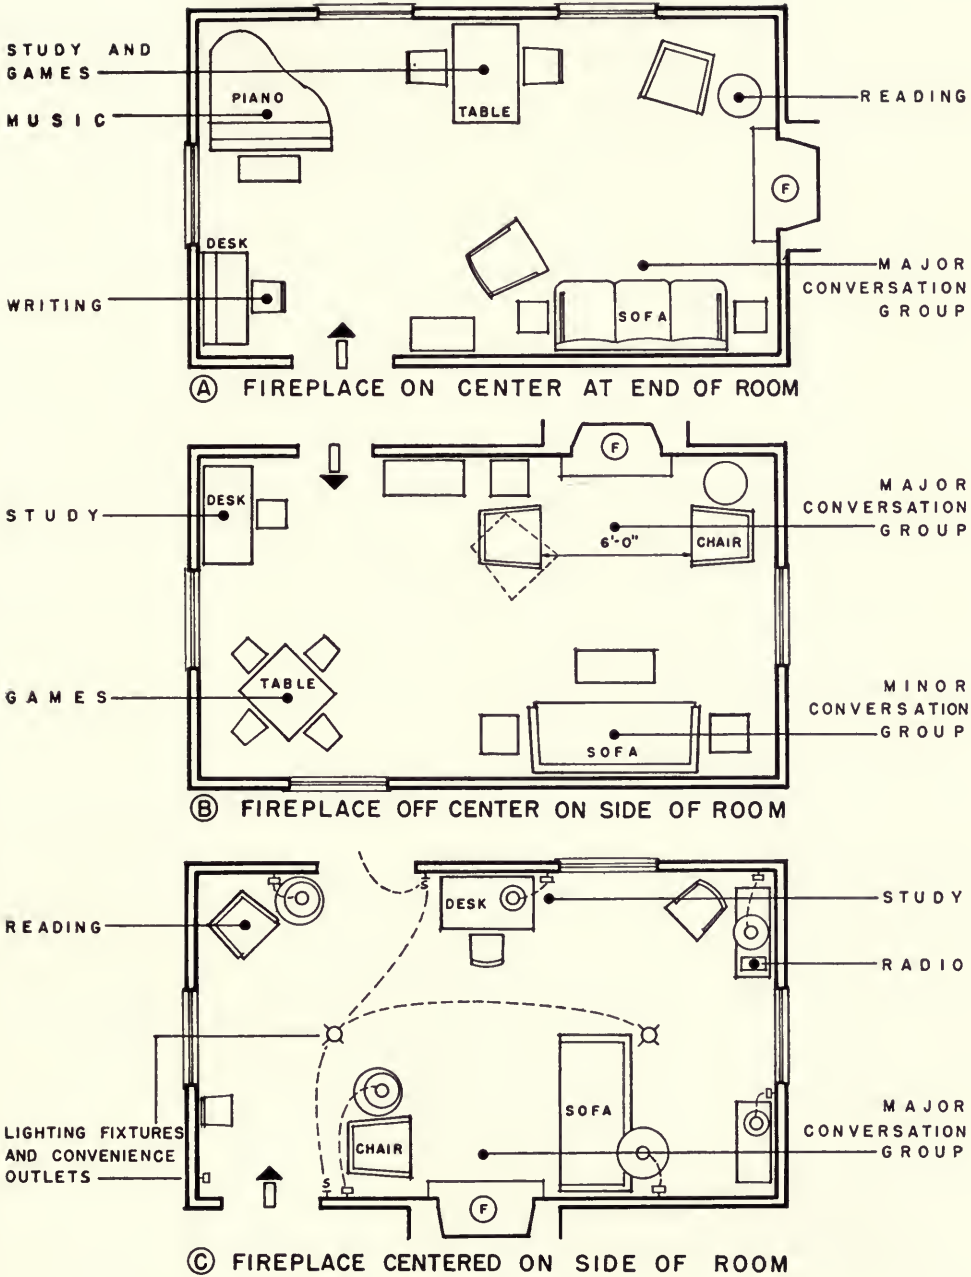 STUDY AND
GAMES
PIANO
TABLE
MUSIC
READING
F
DESK
WRITING
SOFA
MAJOR
CONVERSATION
GROUP
A FIREPLACE ON CENTER AT END OF ROOM
F
DESK
STUDY
MAJOR
CONVERSATION
GROUP
6'-0"
CHAIR
TABLE
GAMES
MINOR
CONVERSATION
GROUP
SOFA
B FIREPLACE OFF CENTER ON SIDE OF ROOM
S
DESK
STUDY
READING
RADIO
SOFA
CHAIR
LIGHTING FIXTURES
AND CONVENIENCE
OUTLETS
MAJOR
CONVERSATION
GROUP
S
F
C FIREPLACE CENTERED ON SIDE OF ROOM